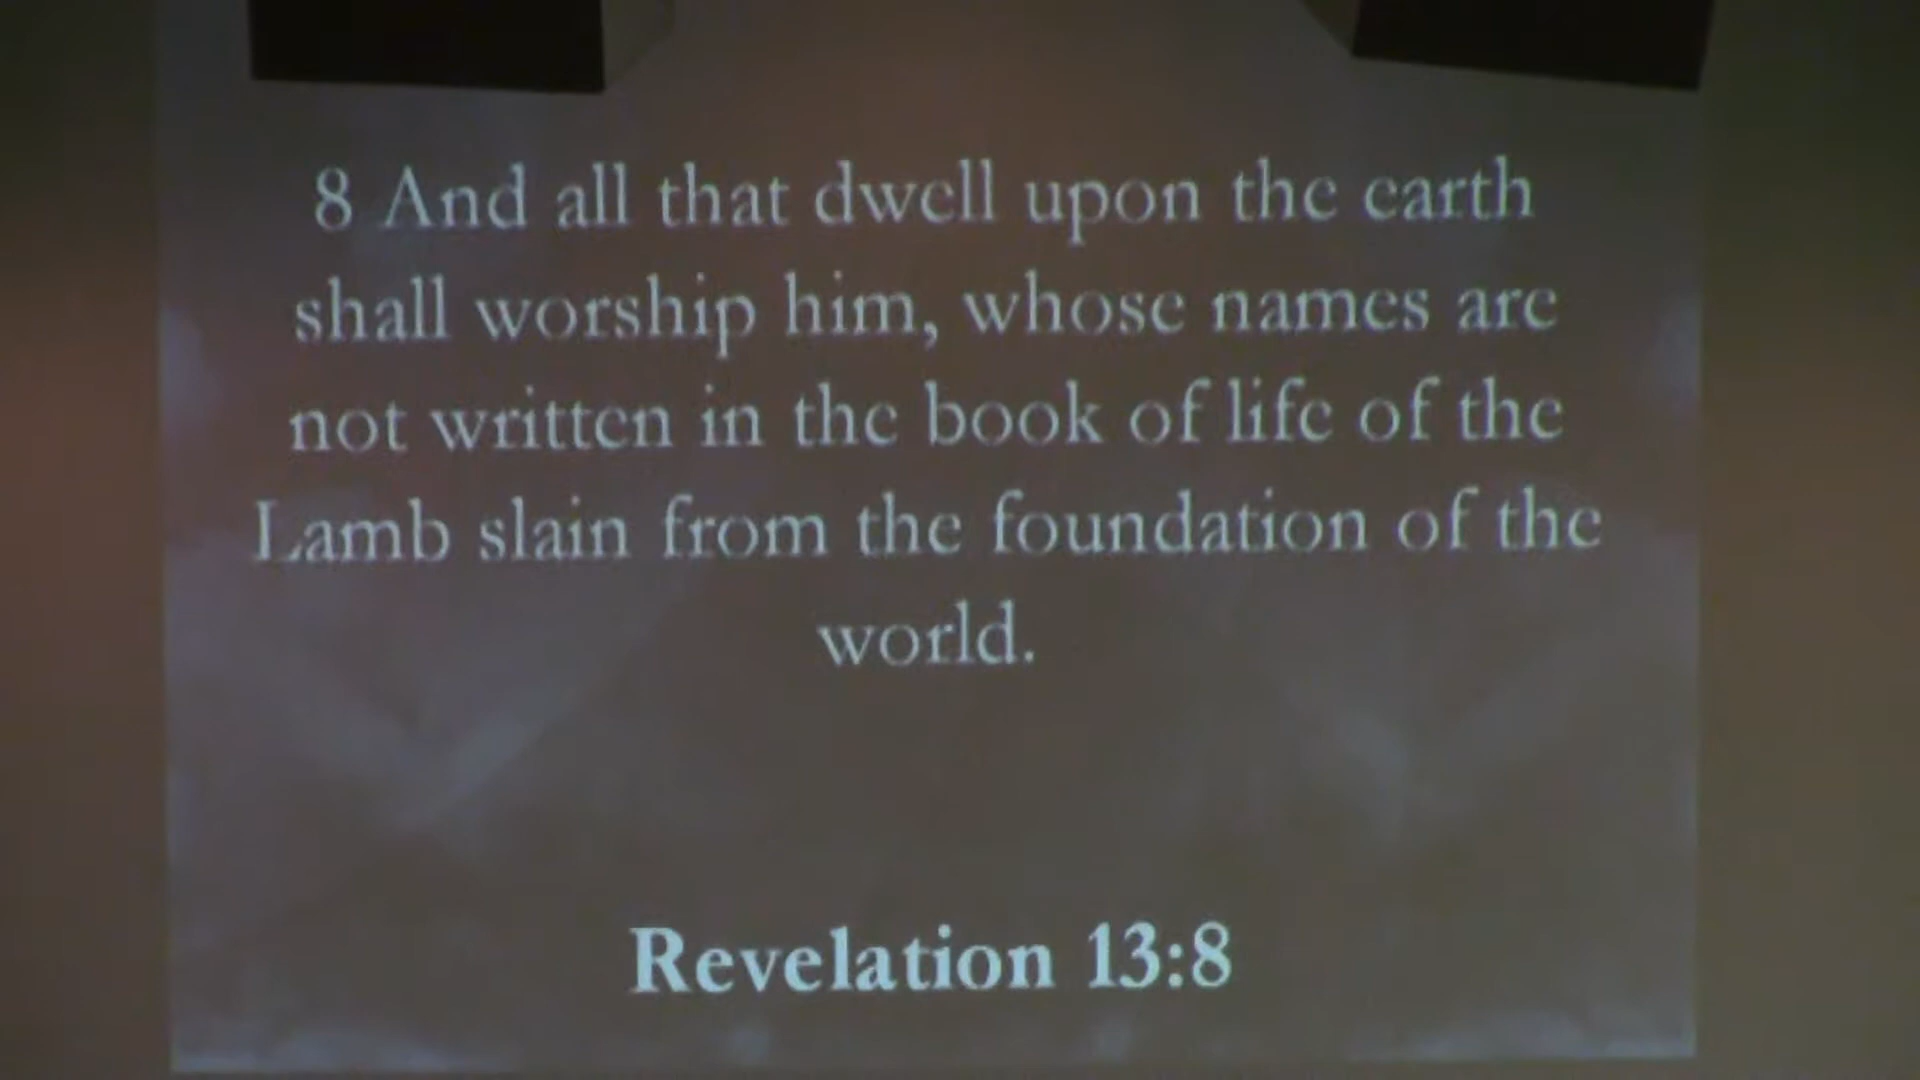 8 And all that dwell upon the earth
shall worship him, whose names are
not written in the book of life of the
Lamb slain from the foundation of the
world.
Revelation 13:8